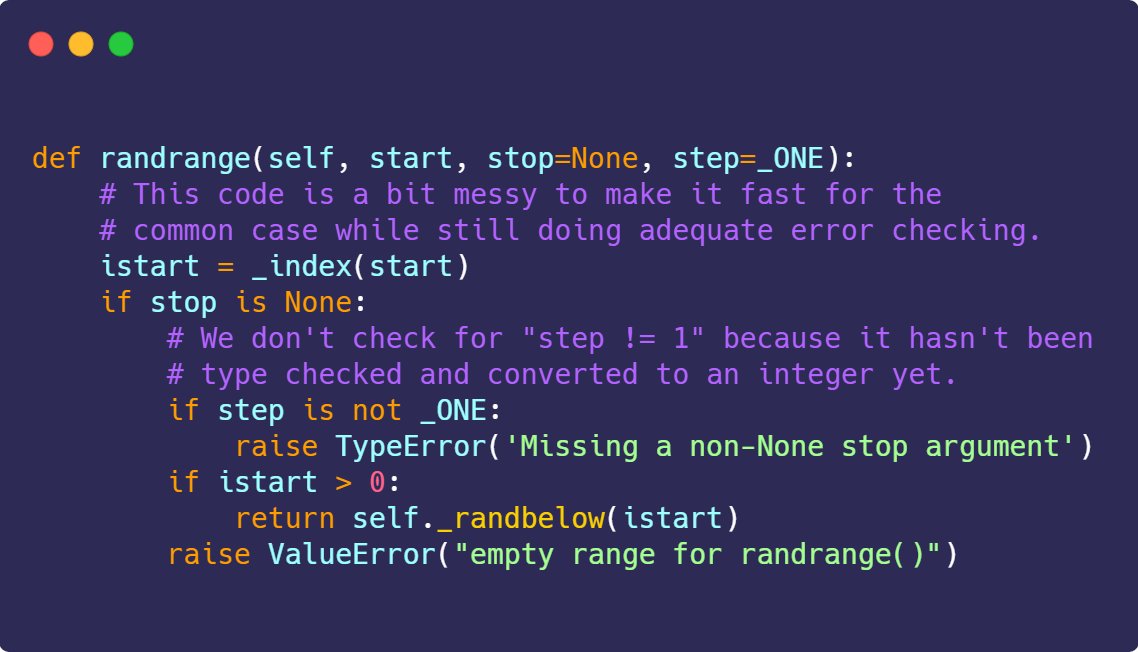 def randrange(self, start, stop=None, step=_ONE):
    # This code is a bit messy to make it fast for the
    # common case while still doing adequate error checking.
    istart = _index(start)
    if stop is None:
        # We don't check for "step != 1" because it hasn't been
        # type checked and converted to an integer yet.
        if step is not _ONE:
            raise TypeError('Missing a non-None stop argument')
        if istart > 0:
            return self._randbelow(istart)
        raise ValueError("empty range for randrange()")